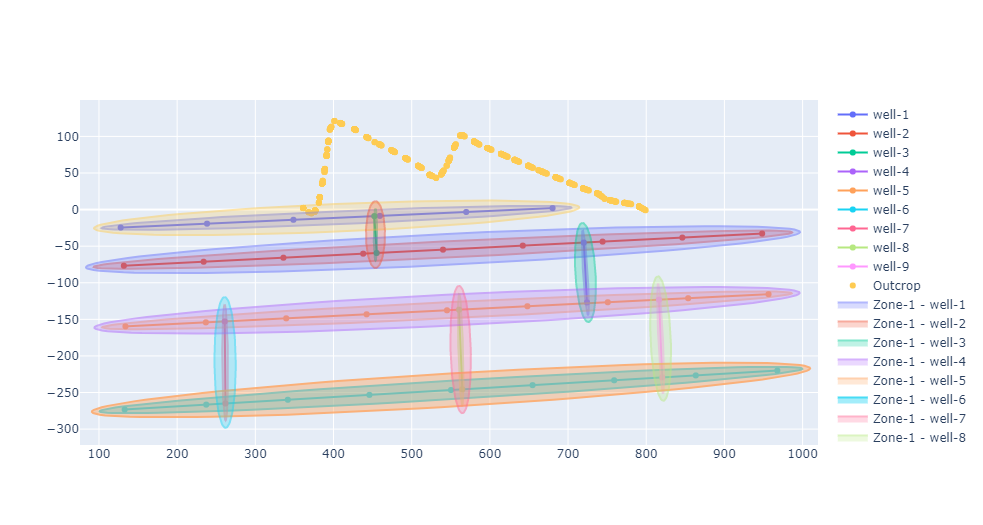 well-1
well-2
well-3
well-4
well-5
well-6
well-7
well-8
well-9
Outcrop
Zone-1 - well-1
Zone-1 - well-2
Zone-1 - well-3
Zone-1 - well-4
Zone-1 - well-5
Zone-1 - well-6
Zone-1 - well-7
Zone-1 - well-8
100
50
0
−50
−100
−150
−200
−250
−300
100 200 300 400 500 600 700 800 900 1000